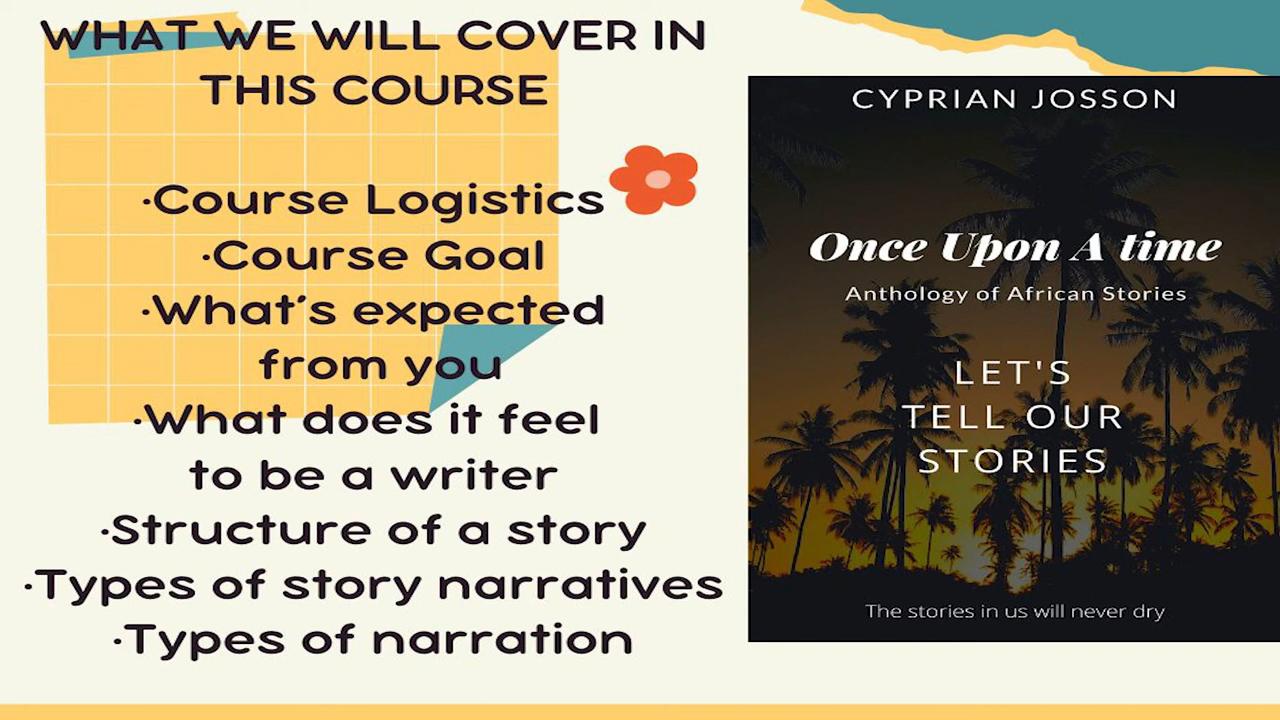 WHAT WE WILL COVER IN
THIS COURSE
·Course Logistics
·Course Goal
·What's expected
from you
·What does it feel
to be a writer
·Structure of a story
·Types of story narratives
·Types of narration
CYPRIAN JOSSON
Once Upon A time
Anthology of African Stories
LET'S
TELL OUR
STORIES
The stories in us will never dry